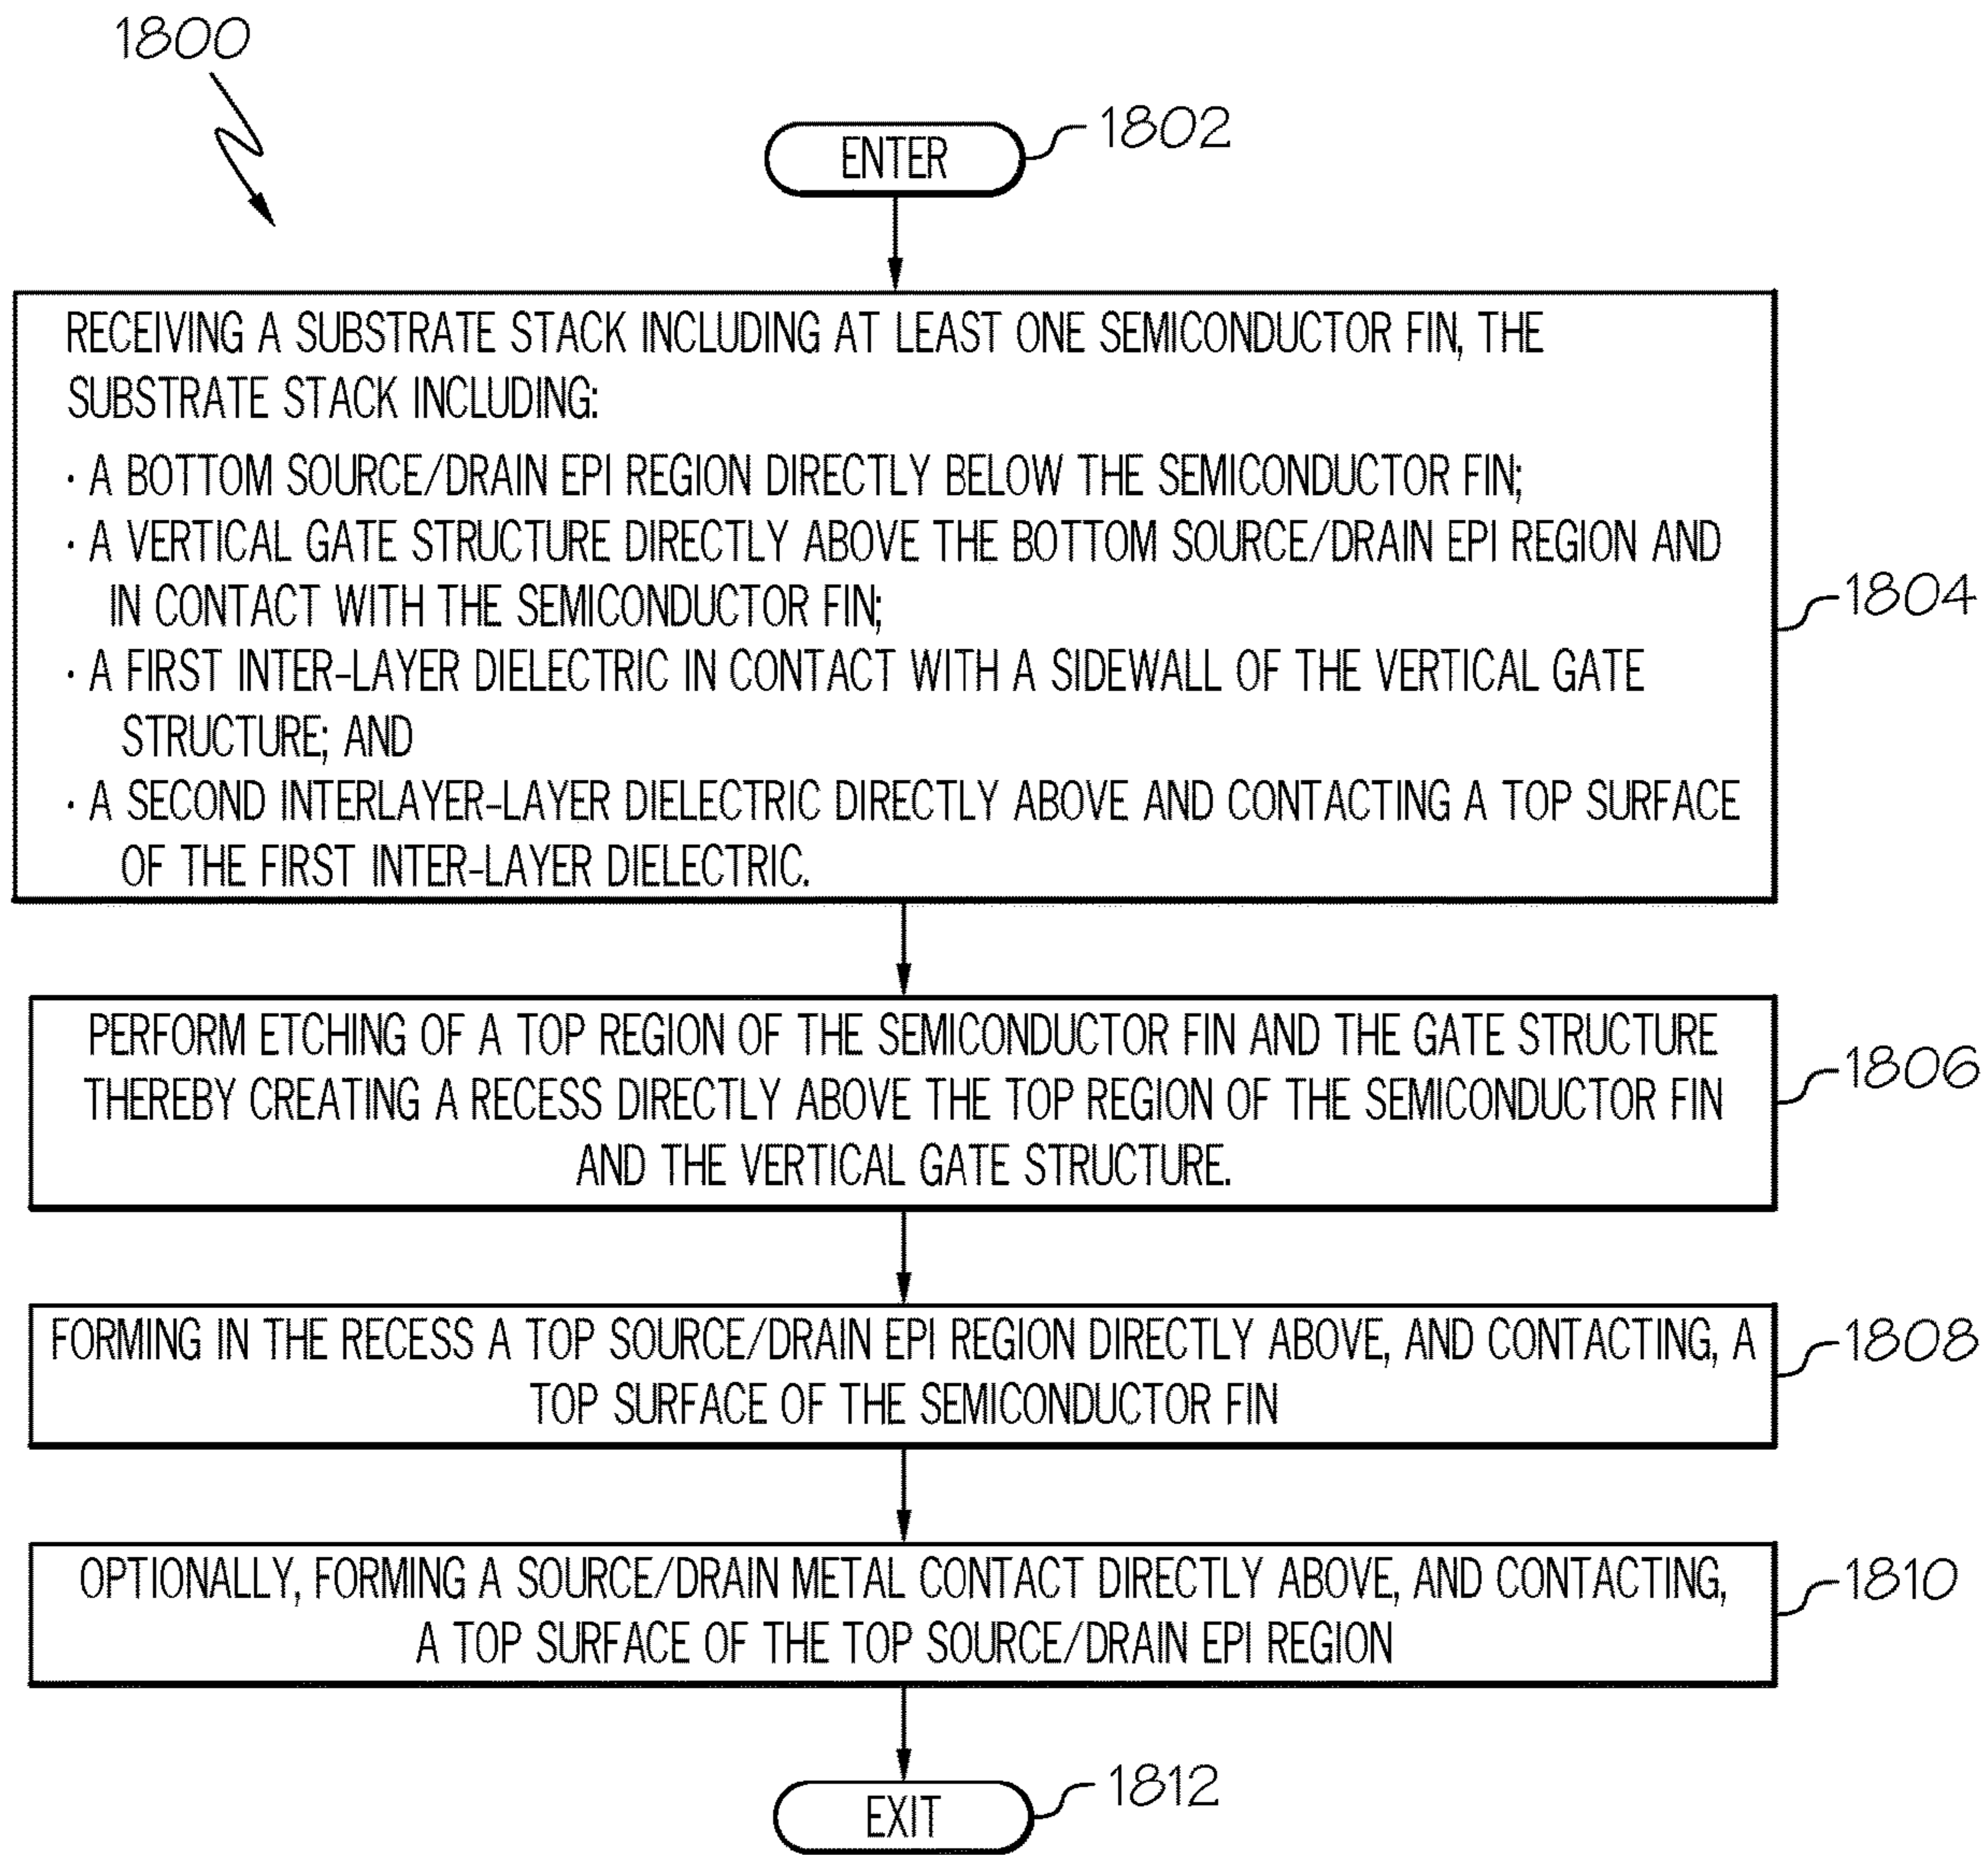 1800
ENTER
1802
RECEIVING A SUBSTRATE STACK INCLUDING AT LEAST ONE SEMICONDUCTOR FIN, THE
SUBSTRATE STACK INCLUDING:
· A BOTTOM SOURCE/DRAIN EPI REGION DIRECTLY BELOW THE SEMICONDUCTOR FIN;
· A VERTICAL GATE STRUCTURE DIRECTLY ABOVE THE BOTTOM SOURCE/DRAIN EPI REGION AND
IN CONTACT WITH THE SEMICONDUCTOR FIN;
· A FIRST INTER-LAYER DIELECTRIC IN CONTACT WITH A SIDEWALL OF THE VERTICAL GATE
STRUCTURE; AND
· A SECOND INTERLAYER-LAYER DIELECTRIC DIRECTLY ABOVE AND CONTACTING A TOP SURFACE
OF THE FIRST INTER-LAYER DIELECTRIC.
1804
PERFORM ETCHING OF A TOP REGION OF THE SEMICONDUCTOR FIN AND THE GATE STRUCTURE
THEREBY CREATING A RECESS DIRECTLY ABOVE THE TOP REGION OF THE SEMICONDUCTOR FIN
AND THE VERTICAL GATE STRUCTURE.
1806
FORMING IN THE RECESS A TOP SOURCE/DRAIN EPI REGION DIRECTLY ABOVE, AND CONTACTING, A
TOP SURFACE OF THE SEMICONDUCTOR FIN
1808
OPTIONALLY, FORMING A SOURCE/DRAIN METAL CONTACT DIRECTLY ABOVE, AND CONTACTING,
A TOP SURFACE OF THE TOP SOURCE/DRAIN EPI REGION
1810
EXIT
1812